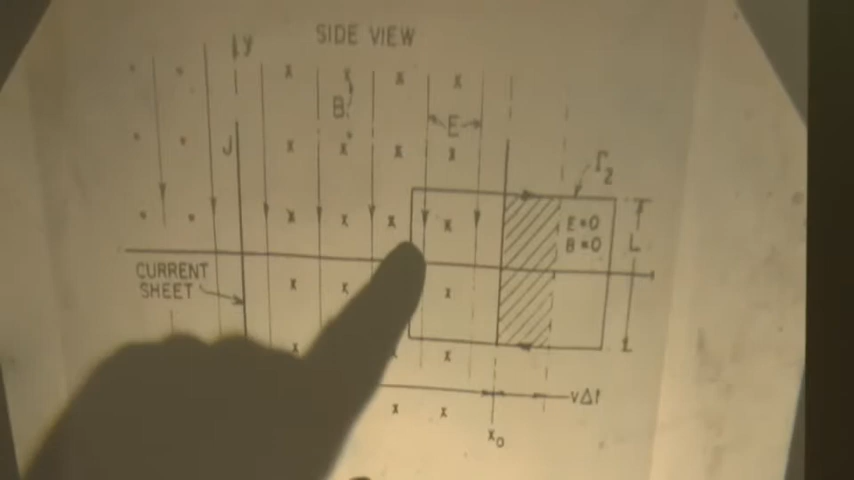 SIDE VIEW
y
B
E
J
Γ₂
E=0
B=0
L
CURRENT
SHEET
vΔt
x₀